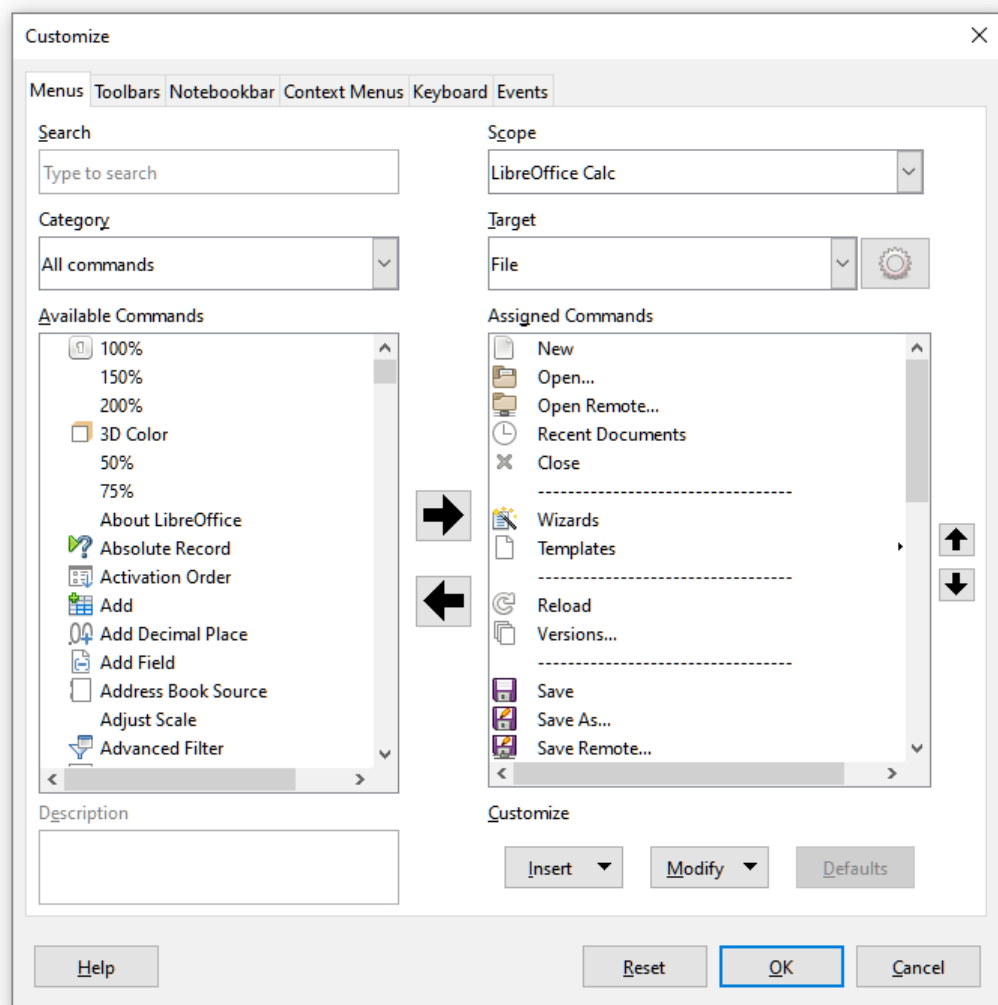 Customize
Menus Toolbars Notebookbar Context Menus Keyboard Events
Search
Type to search
Category
All commands
Available Commands
100%
150%
200%
3D Color
50%
75%
About LibreOffice
Absolute Record
Activation Order
Add
Add Decimal Place
Add Field
Address Book Source
Adjust Scale
Advanced Filter
Description
Scope
LibreOffice Calc
Target
File
Assigned Commands
New
Open...
Open Remote...
Recent Documents
Close
----------------------------------
Wizards
Templates
----------------------------------
Reload
Versions...
----------------------------------
Save
Save As...
Save Remote...
Customize
Insert Modify Defaults
Help Reset OK Cancel